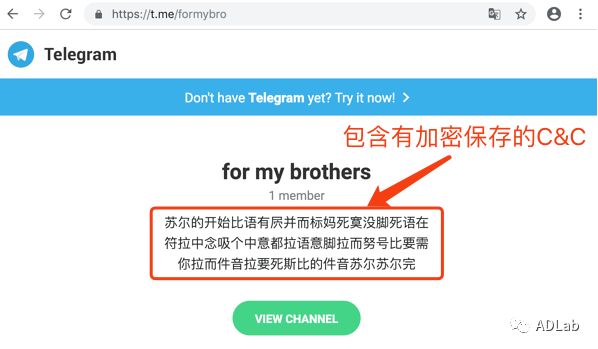 https://t.me/formybro
Telegram
Don't have Telegram yet? Try it now!
包含有加密保存的C&C
for my brothers
1 member
苏尔的开始比语有屄并而标妈死寞没脚死语在
符拉中念吸个中意都拉语意脚拉而努号比要需
你拉而件音拉要死斯比的件音苏尔苏尔完
VIEW CHANNEL
ADLab